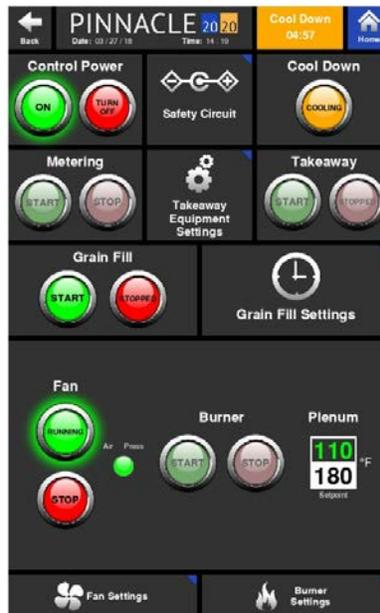 Back
PINNACLE 20 20
Date: 03 / 27 / 18 Time: 14 : 19
Cool Down
04:57
Home
Control Power
ON
TURN
OFF
Safety Circuit
Cool Down
COOLING
Metering
START STOP
Takeaway
Equipment
Settings
Takeaway
START STOPPED
Grain Fill
START STOPPED
Grain Fill Settings
Fan
RUNNING
Air Press
STOP
Burner
START STOP
Plenum
110
180
°F
Setpoint
Fan Settings
Burner
Settings